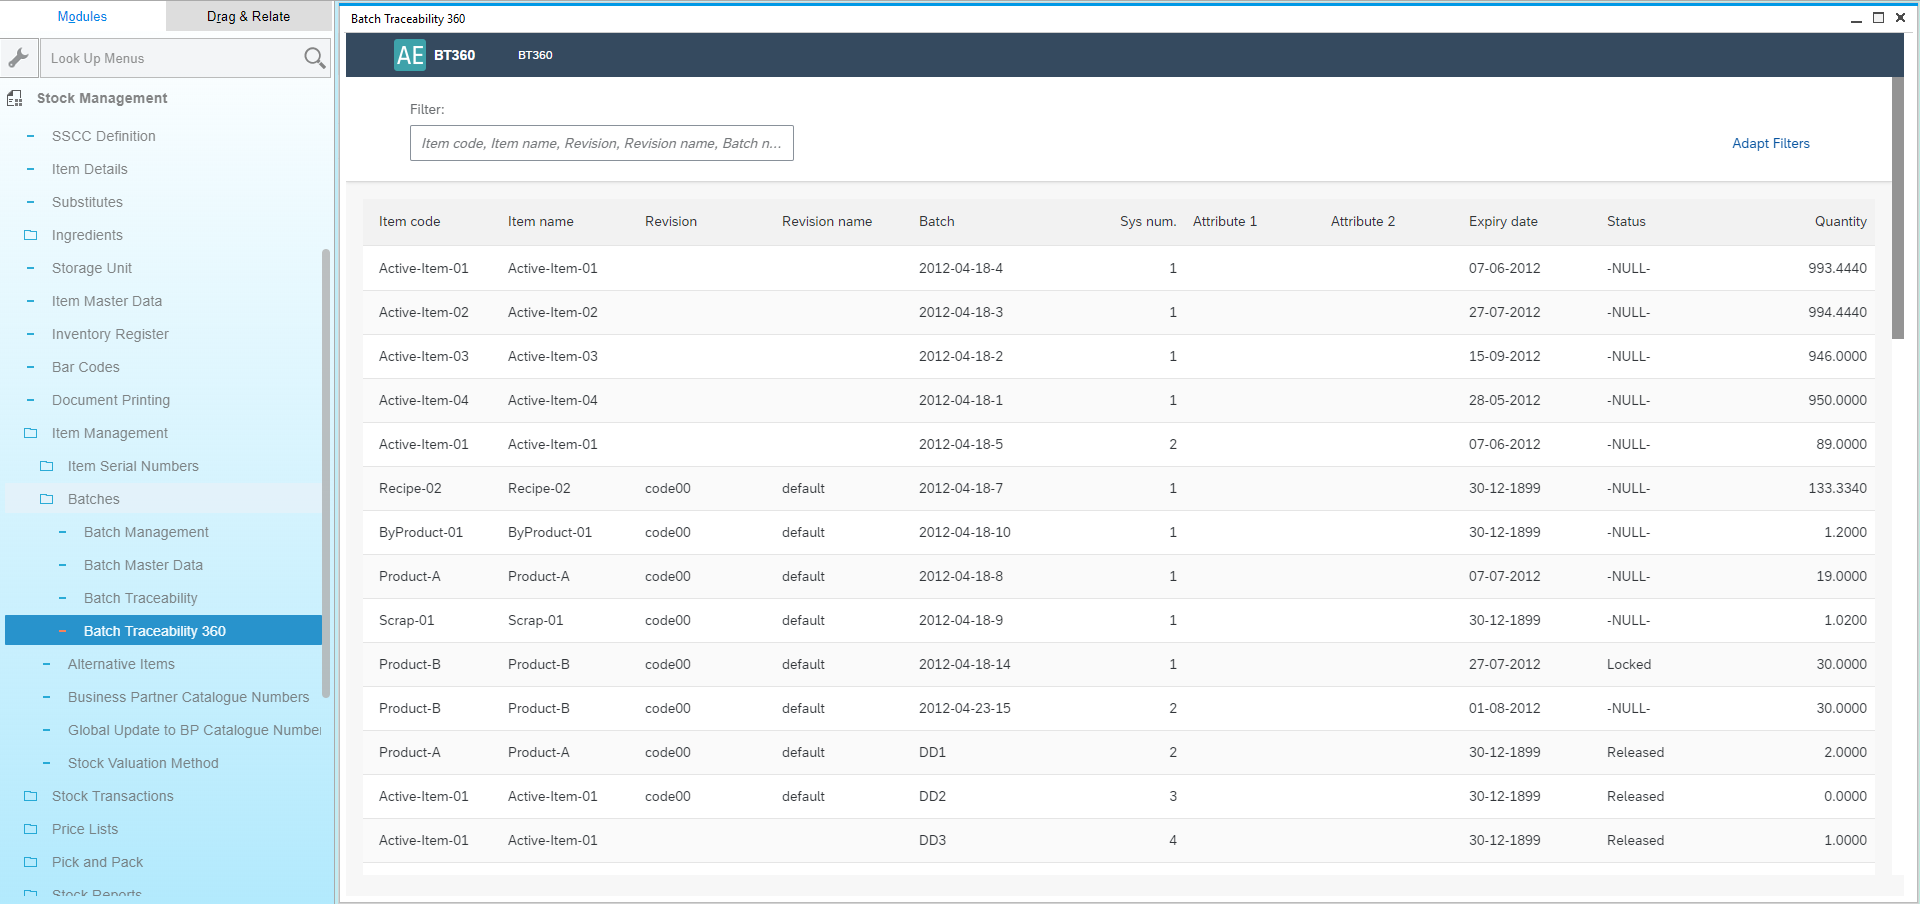 Modules
Drag & Relate
Look Up Menus
Stock Management
SSCC Definition
Item Details
Substitutes
Ingredients
Storage Unit
Item Master Data
Inventory Register
Bar Codes
Document Printing
Item Management
Item Serial Numbers
Batches
Batch Management
Batch Master Data
Batch Traceability
Batch Traceability 360
Alternative Items
Business Partner Catalogue Numbers
Global Update to BP Catalogue Number
Stock Valuation Method
Stock Transactions
Price Lists
Pick and Pack
Stock Reports
Batch Traceability 360
AE BT360 BT360
Filter:
Item code, Item name, Revision, Revision name, Batch n...
Adapt Filters
Item code Item name Revision Revision name Batch Sys num. Attribute 1 Attribute 2 Expiry date Status Quantity
Active-Item-01 Active-Item-01 2012-04-18-4 1 07-06-2012 -NULL- 993.4440
Active-Item-02 Active-Item-02 2012-04-18-3 1 27-07-2012 -NULL- 994.4440
Active-Item-03 Active-Item-03 2012-04-18-2 1 15-09-2012 -NULL- 946.0000
Active-Item-04 Active-Item-04 2012-04-18-1 1 28-05-2012 -NULL- 950.0000
Active-Item-01 Active-Item-01 2012-04-18-5 2 07-06-2012 -NULL- 89.0000
Recipe-02 Recipe-02 code00 default 2012-04-18-7 1 30-12-1899 -NULL- 133.3340
ByProduct-01 ByProduct-01 code00 default 2012-04-18-10 1 30-12-1899 -NULL- 1.2000
Product-A Product-A code00 default 2012-04-18-8 1 07-07-2012 -NULL- 19.0000
Scrap-01 Scrap-01 code00 default 2012-04-18-9 1 30-12-1899 -NULL- 1.0200
Product-B Product-B code00 default 2012-04-18-14 1 27-07-2012 Locked 30.0000
Product-B Product-B code00 default 2012-04-23-15 2 01-08-2012 -NULL- 30.0000
Product-A Product-A code00 default DD1 2 30-12-1899 Released 2.0000
Active-Item-01 Active-Item-01 code00 default DD2 3 30-12-1899 Released 0.0000
Active-Item-01 Active-Item-01 DD3 4 30-12-1899 Released 1.0000